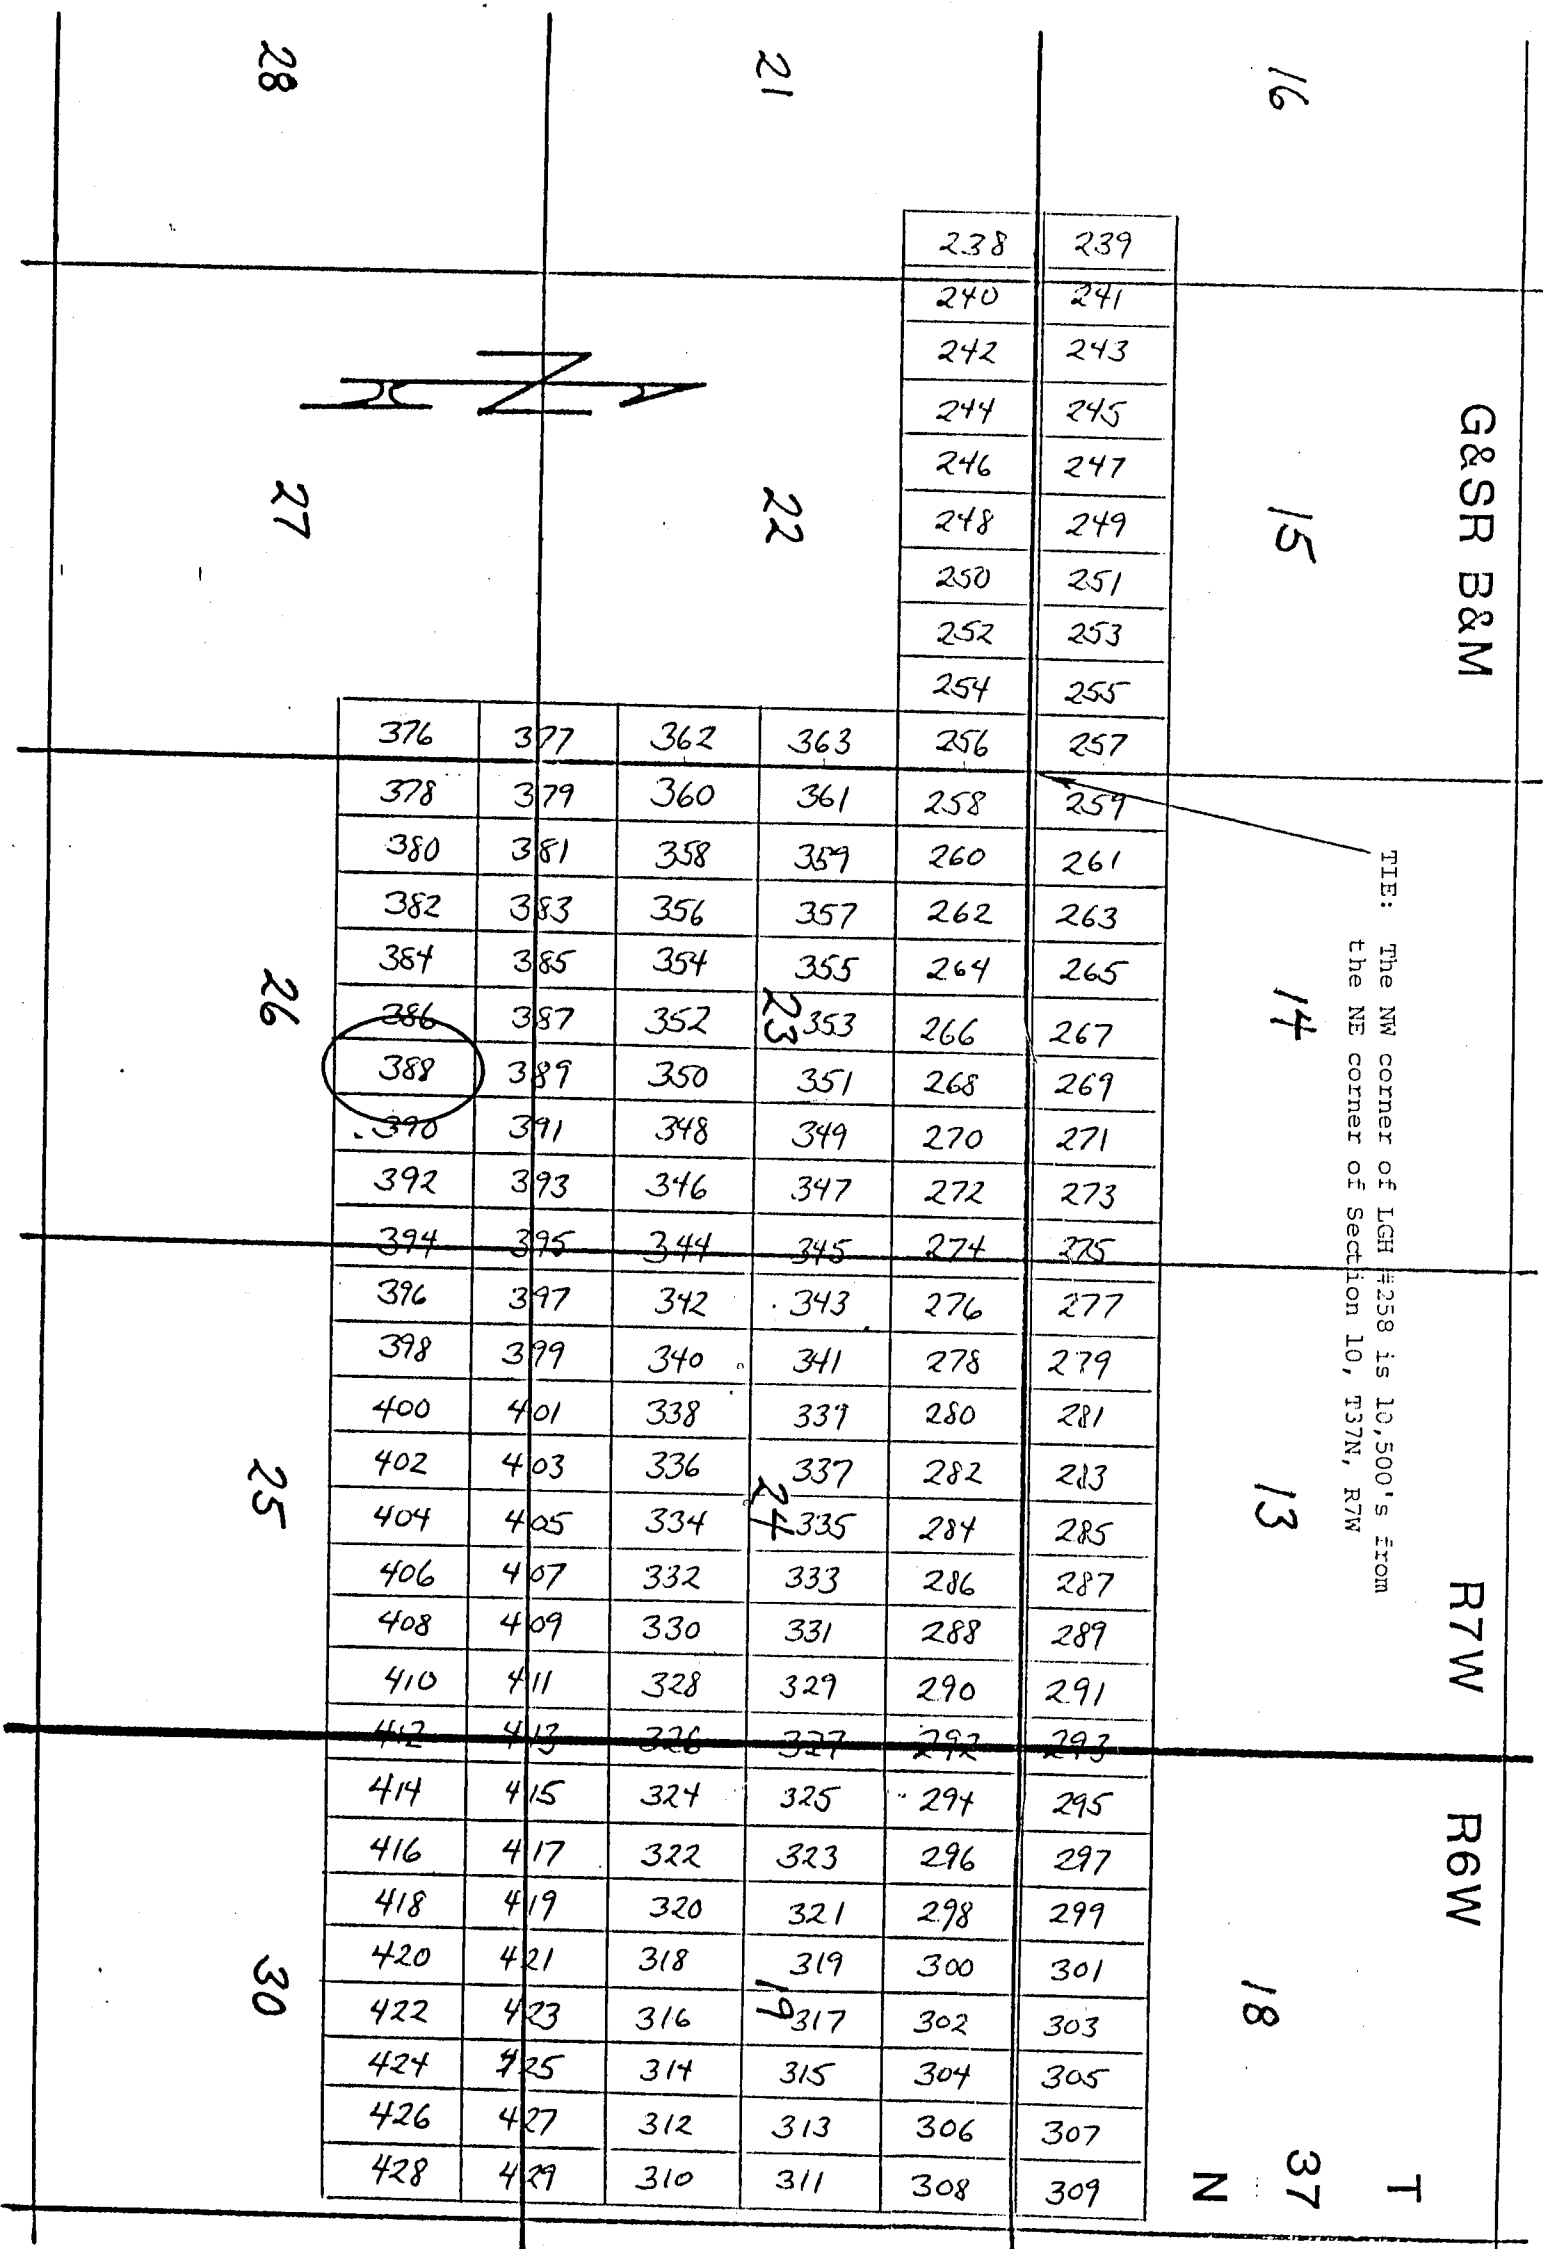 G&SR B&M
R7W
R6W
T
37
N
TIE: The NW corner of LGH #258 is 10,500's from
the NE corner of Section 10, T37N, R7W
16
15
14
13
18
21
22
23
24
19
28
27
26
25
30
N
238 239
240 241
242 243
244 245
246 247
248 249
250 251
252 253
254 255
376 377 362 363 256 257
378 379 360 361 258 259
380 381 358 359 260 261
382 383 356 357 262 263
384 385 354 355 264 265
386 387 352 353 266 267
388 389 350 351 268 269
390 391 348 349 270 271
392 393 346 347 272 273
394 395 344 345 274 275
396 397 342 343 276 277
398 399 340 341 278 279
400 401 338 339 280 281
402 403 336 337 282 283
404 405 334 335 284 285
406 407 332 333 286 287
408 409 330 331 288 289
410 411 328 329 290 291
412 413 326 327 292 293
414 415 324 325 294 295
416 417 322 323 296 297
418 419 320 321 298 299
420 421 318 319 300 301
422 423 316 317 302 303
424 425 314 315 304 305
426 427 312 313 306 307
428 429 310 311 308 309